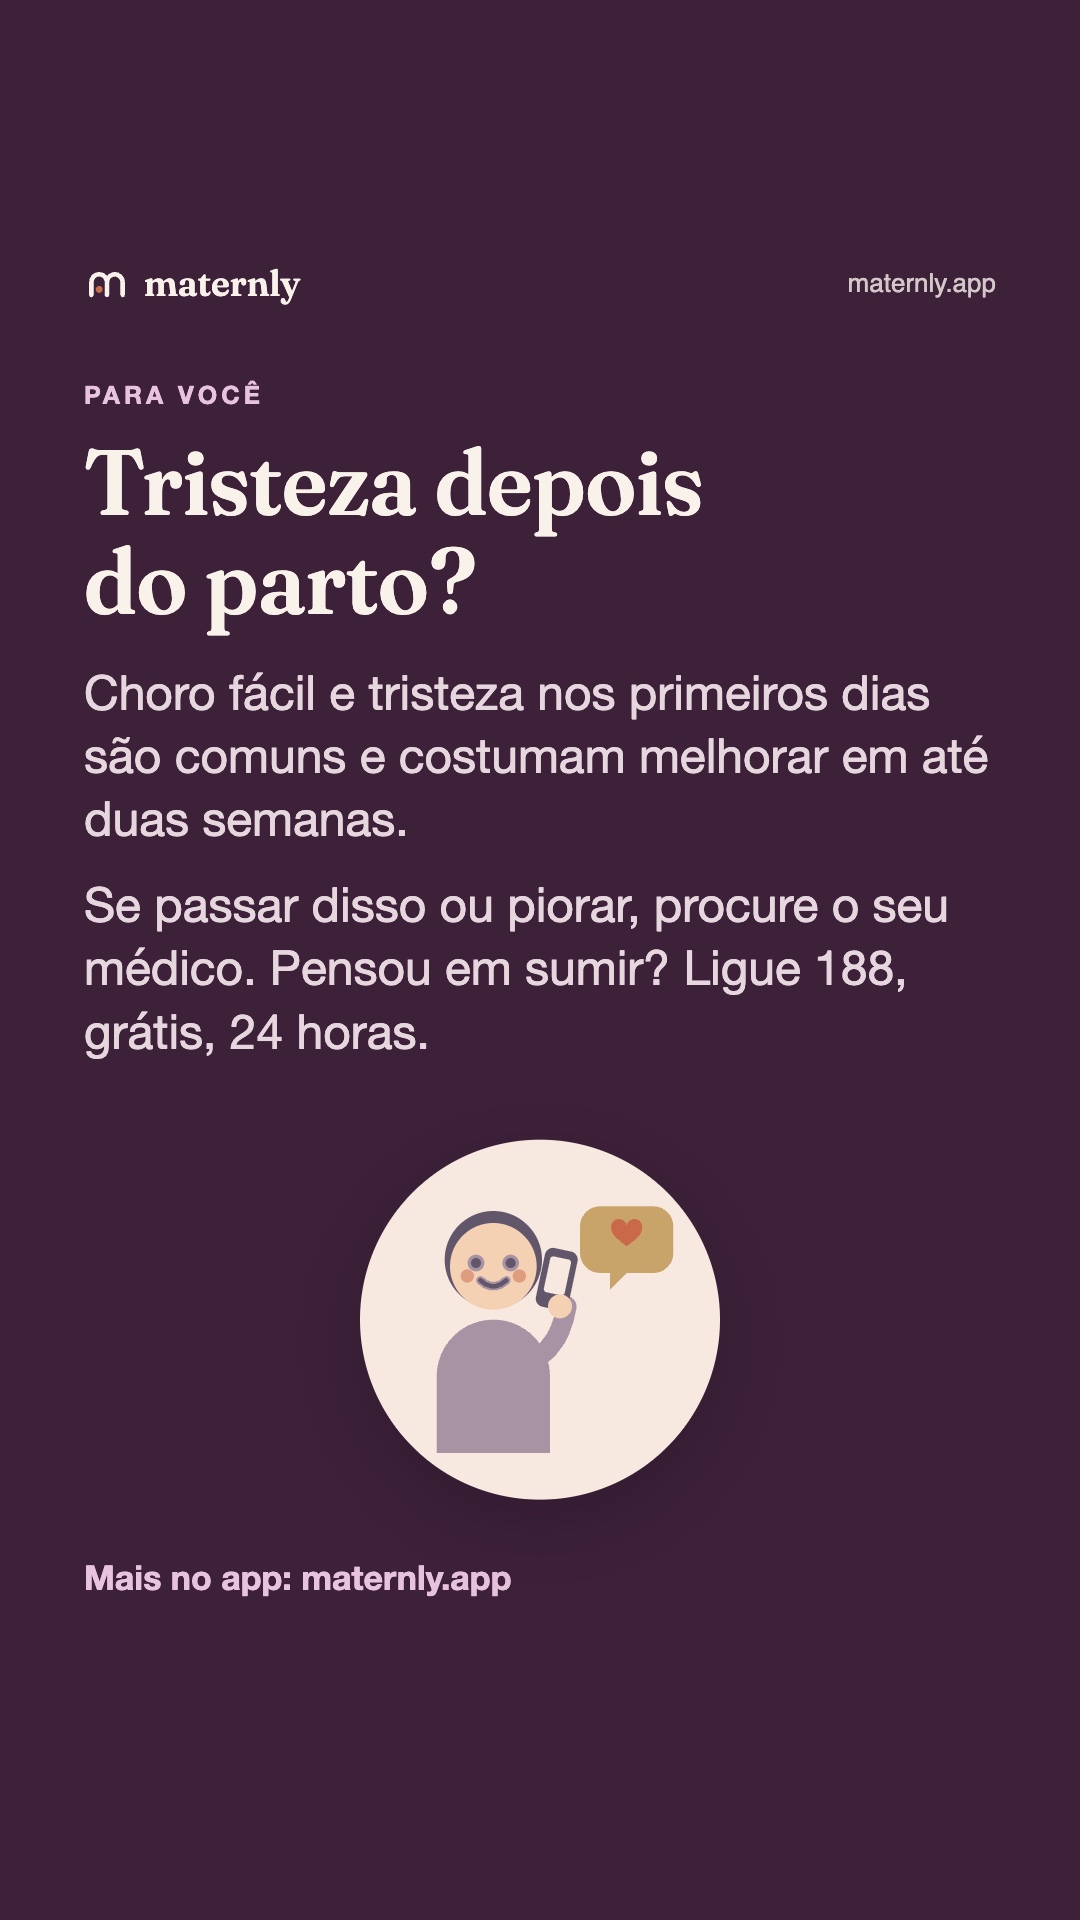 maternly
maternly.app
PARA VOCÊ
Tristeza depois
do parto?
Choro fácil e tristeza nos primeiros dias
são comuns e costumam melhorar em até
duas semanas.
Se passar disso ou piorar, procure o seu
médico. Pensou em sumir? Ligue 188,
grátis, 24 horas.
Mais no app: maternly.app